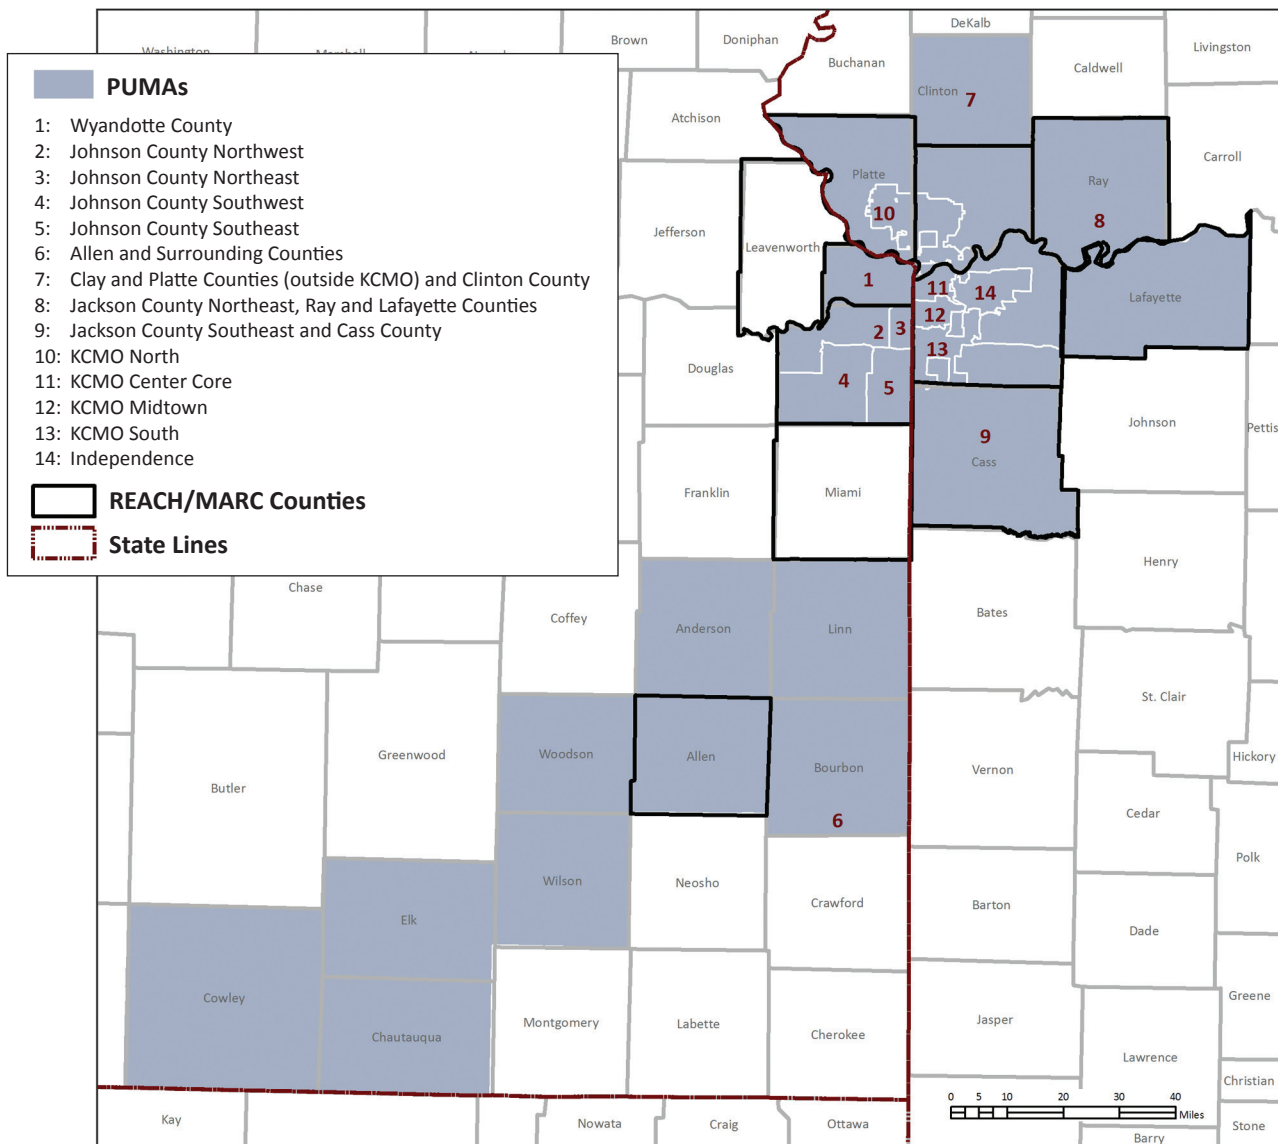 DeKalb
Brown
Doniphan
Livingston
Washington
Buchanan
Caldwell
PUMAs
Clinton
7
Atchison
1: Wyandotte County
2: Johnson County Northwest
3: Johnson County Northeast
4: Johnson County Southwest
5: Johnson County Southeast
6: Allen and Surrounding Counties
7: Clay and Platte Counties (outside KCMO) and Clinton County
8: Jackson County Northeast, Ray and Lafayette Counties
9: Jackson County Southeast and Cass County
10: KCMO North
11: KCMO Center Core
12: KCMO Midtown
13: KCMO South
14: Independence
REACH/MARC Counties
State Lines
Carroll
Platte
Ray
10
8
Jefferson
Leavenworth
1
11
14
Lafayette
12
2
3
13
Douglas
4
5
Johnson
Pettis
9
Cass
Franklin
Miami
Henry
Chase
Coffey
Bates
Anderson
Linn
St. Clair
Greenwood
Woodson
Allen
Bourbon
Vernon
Hickory
Butler
6
Cedar
Polk
Wilson
Neosho
Crawford
Barton
Elk
Dade
Cowley
Greene
Montgomery
Labette
Cherokee
Jasper
Chautauqua
Lawrence
Christian
0 5 10 20 30 40
Miles
Kay
Nowata
Craig
Ottawa
Barry
Stone